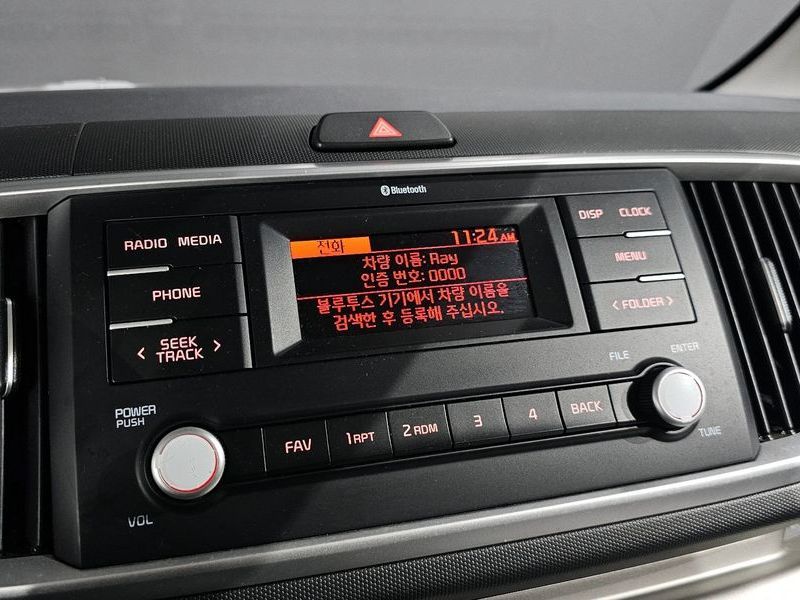 Bluetooth
RADIO MEDIA
PHONE
< SEEK TRACK >
전화 11:24 AM
차량 이름: Ray
인증 번호: 0000
블루투스 기기에서 차량 이름을
검색한 후 등록해 주십시오.
DISP CLOCK
MENU
< FOLDER >
POWER
PUSH
VOL
FAV 1 RPT 2 RDM 3 4 BACK
FILE ENTER
TUNE